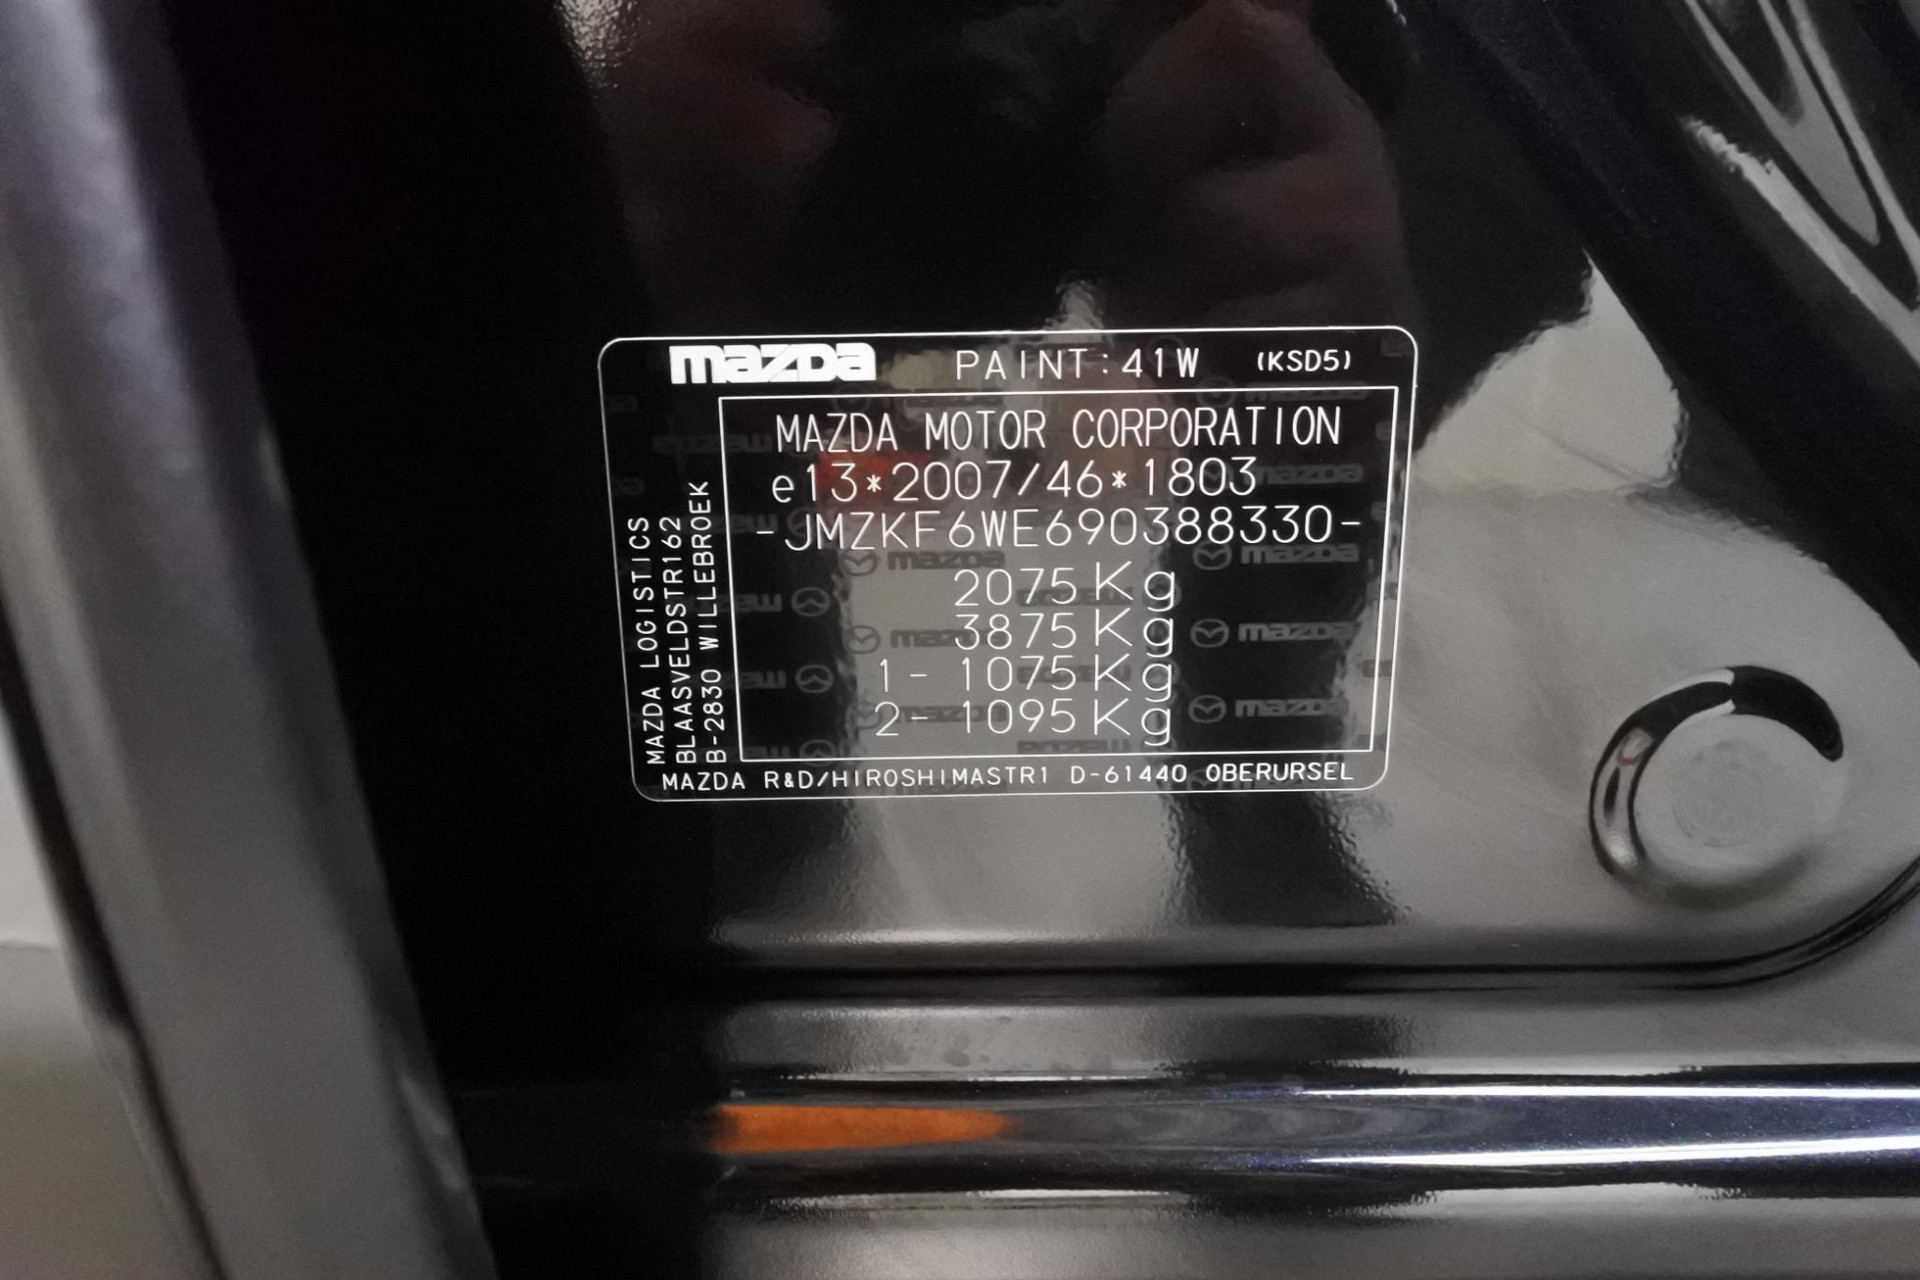 mazda PAINT:41W (KSD5)
MAZDA MOTOR CORPORATION
e13*2007/46*1803
-JMZKF6WE690388330-
2075Kg
3875Kg
1- 1075Kg
2- 1095Kg
MAZDA LOGISTICS
BLAASVELDSTR162
B-2830 WILLEBROEK
MAZDA R&D/HIROSHIMASTR1 D-61440 OBERURSEL